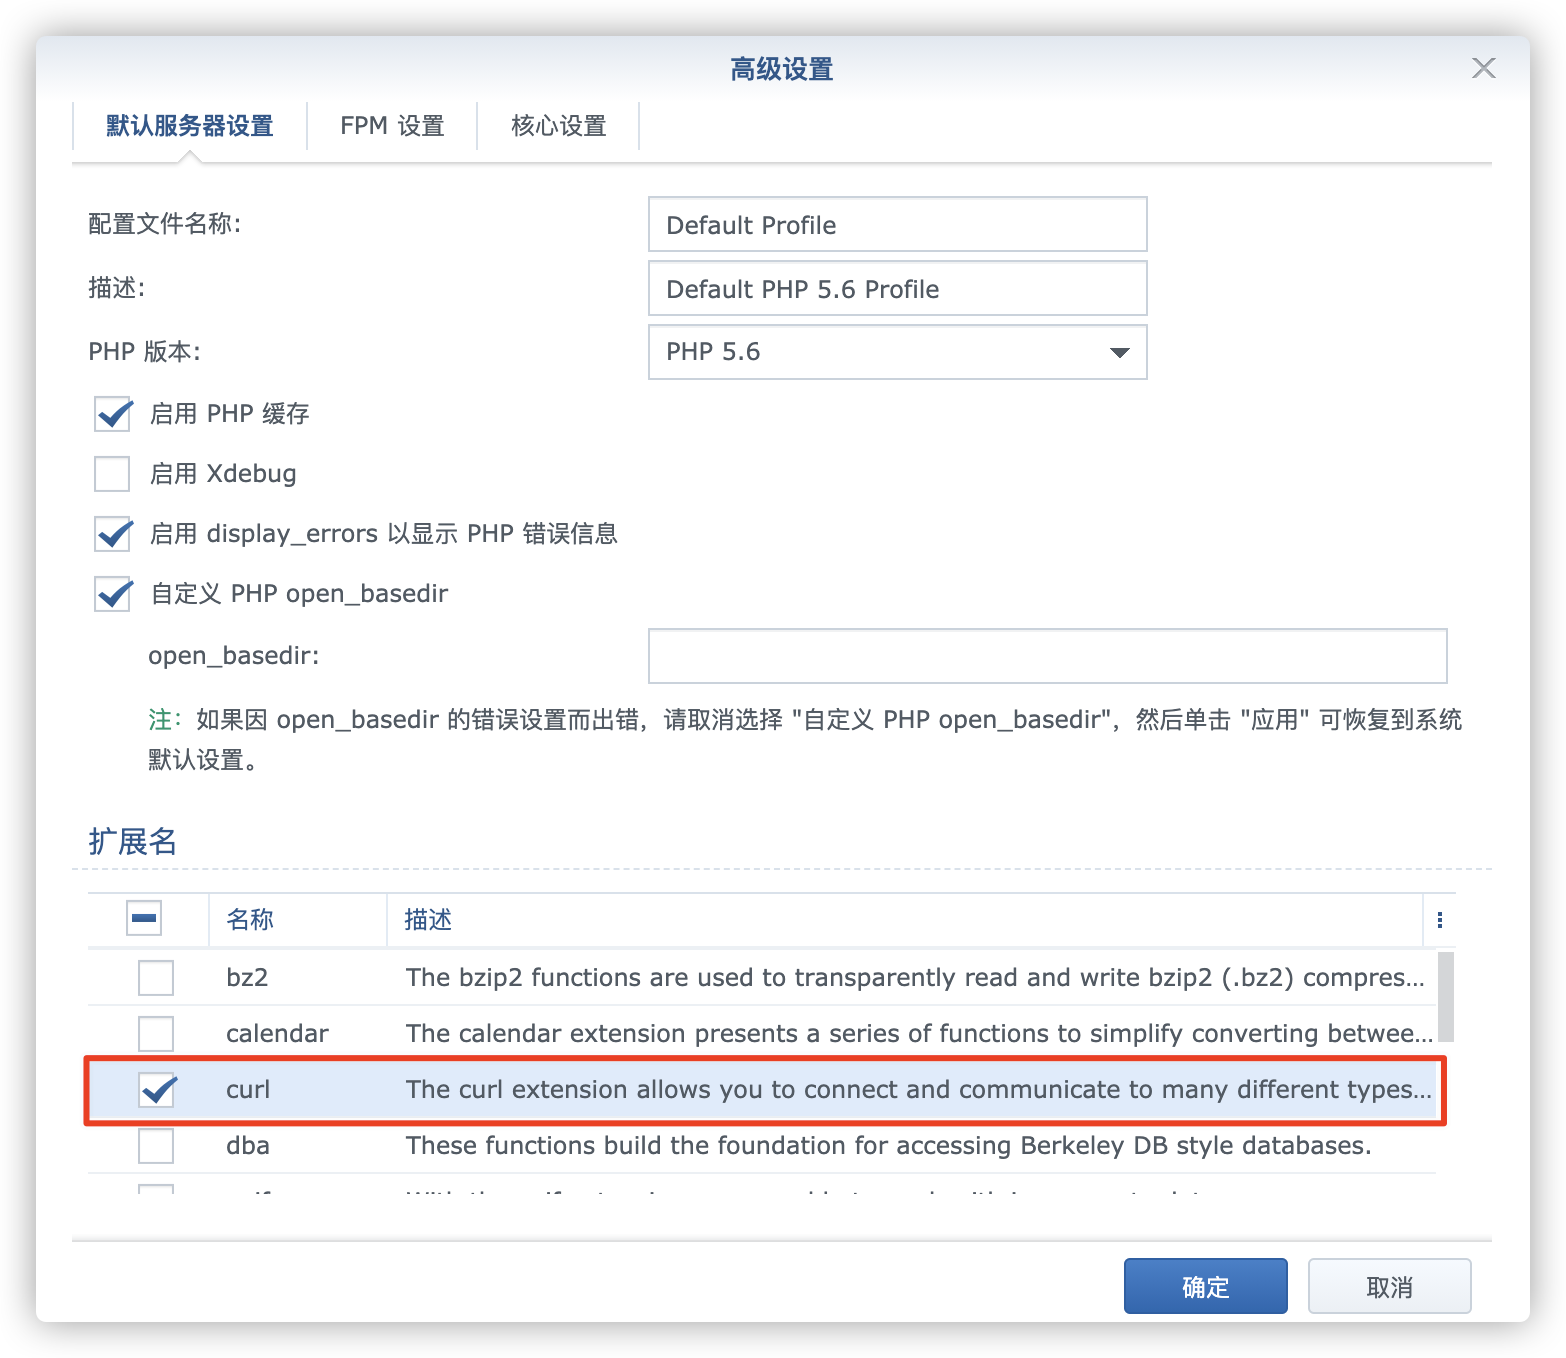 高级设置
默认服务器设置
FPM 设置
核心设置
配置文件名称:
Default Profile
描述:
Default PHP 5.6 Profile
PHP 版本:
PHP 5.6
启用 PHP 缓存
启用 Xdebug
启用 display_errors 以显示 PHP 错误信息
自定义 PHP open_basedir
open_basedir:
注：如果因 open_basedir 的错误设置而出错，请取消选择 "自定义 PHP open_basedir"，然后单击 "应用" 可恢复到系统
默认设置。
扩展名
名称 描述
bz2 The bzip2 functions are used to transparently read and write bzip2 (.bz2) compres...
calendar The calendar extension presents a series of functions to simplify converting betwee...
curl The curl extension allows you to connect and communicate to many different types...
dba These functions build the foundation for accessing Berkeley DB style databases.
确定
取消